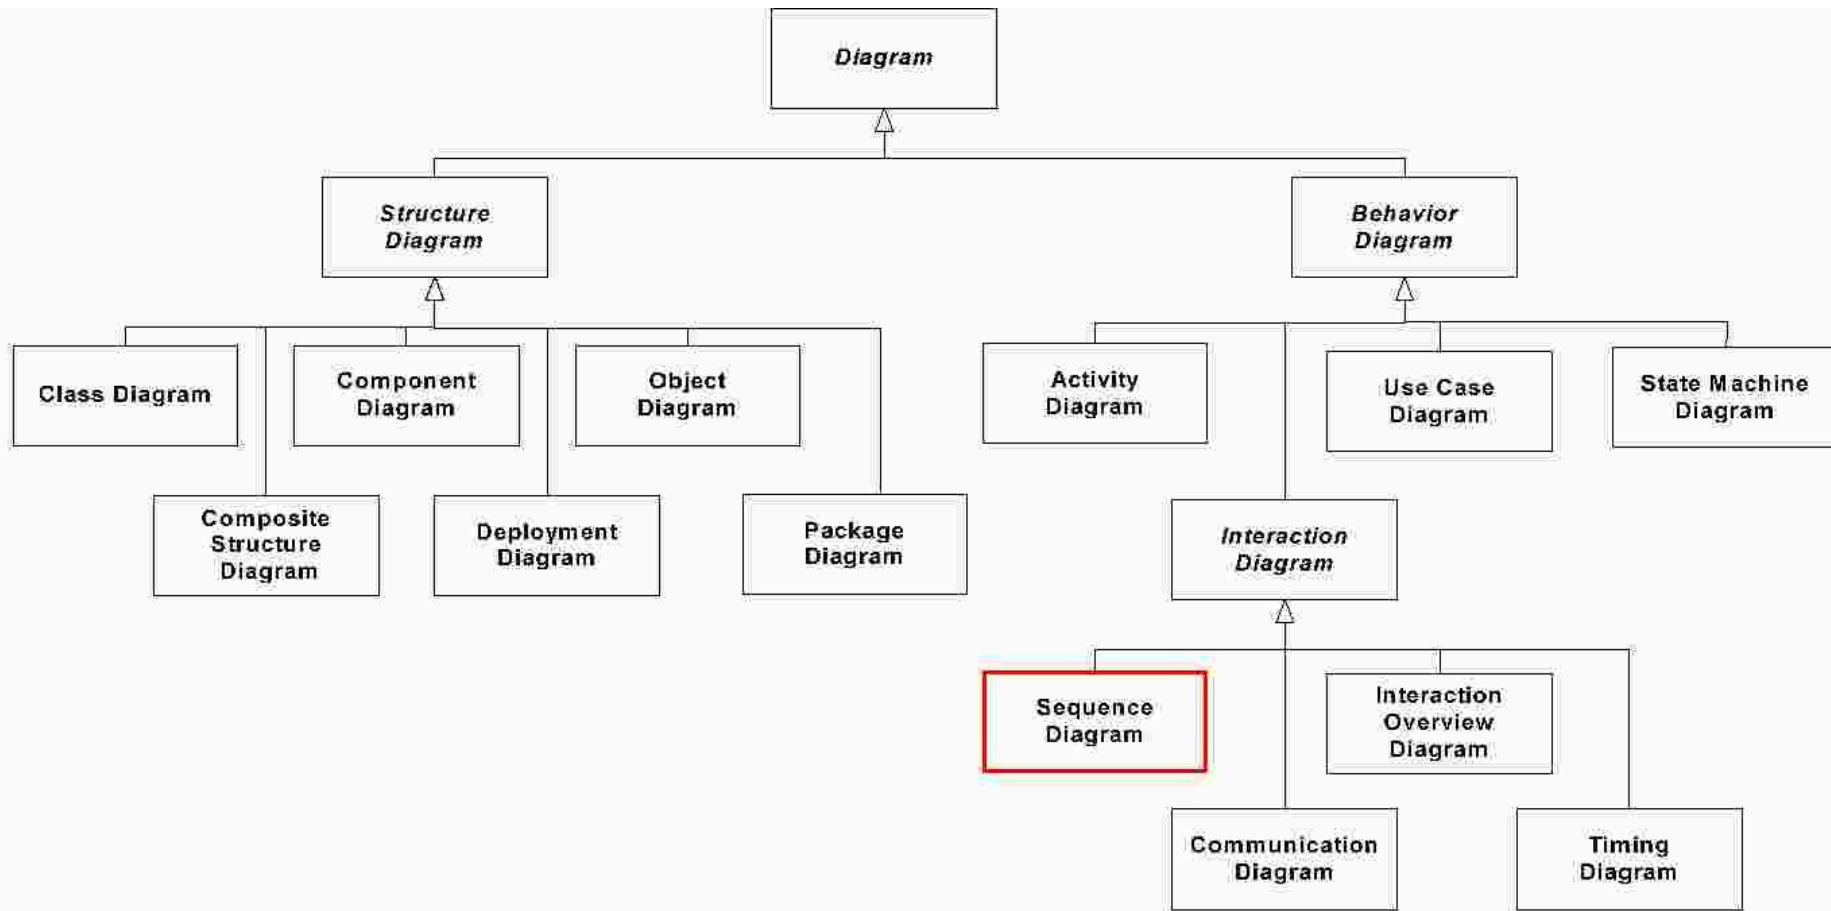 Diagram
Structure
Diagram
Behavior
Diagram
Class Diagram
Component
Diagram
Object
Diagram
Activity
Diagram
Use Case
Diagram
State Machine
Diagram
Composite
Structure
Diagram
Deployment
Diagram
Package
Diagram
Interaction
Diagram
Sequence
Diagram
Interaction
Overview
Diagram
Communication
Diagram
Timing
Diagram